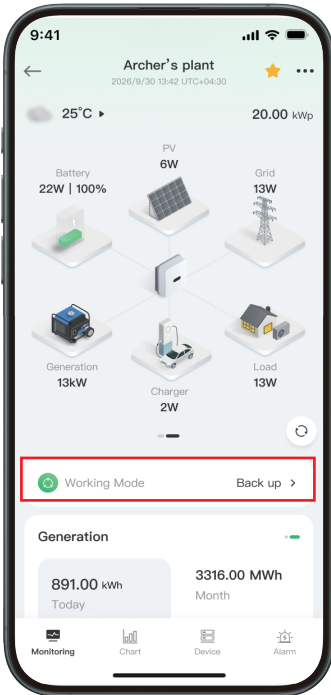 9:41
Archer's plant
2026/9/30 13:42 UTC+04:30
25°C
20.00 kWp
PV
6W
Battery
22W | 100%
Grid
13W
Generation
13kW
Charger
2W
Load
13W
Working Mode
Back up
Generation
891.00 kWh
Today
3316.00 MWh
Month
Monitoring
Chart
Device
Alarm